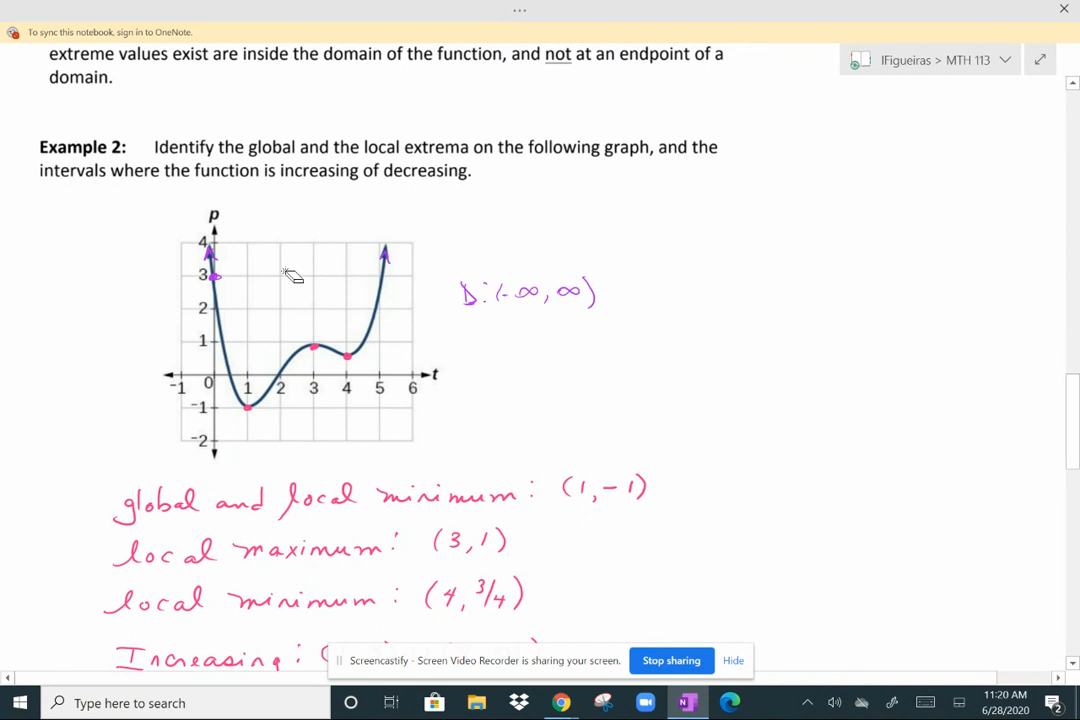 To sync this notebook, sign in to OneNote.
extreme values exist are inside the domain of the function, and not at an endpoint of a
domain.
IFigueiras > MTH 113
Example 2: Identify the global and the local extrema on the following graph, and the
intervals where the function is increasing of decreasing.
p
4
3
2
1
-1 0 1 2 3 4 5 6 t
-1
-2
D: (-∞, ∞)
global and local minimum: (1, -1)
local maximum: (3, 1)
local minimum: (4, 3/4)
Increasing: (
Screencastify - Screen Video Recorder is sharing your screen. Stop sharing Hide
Type here to search
11:20 AM
6/28/2020
2